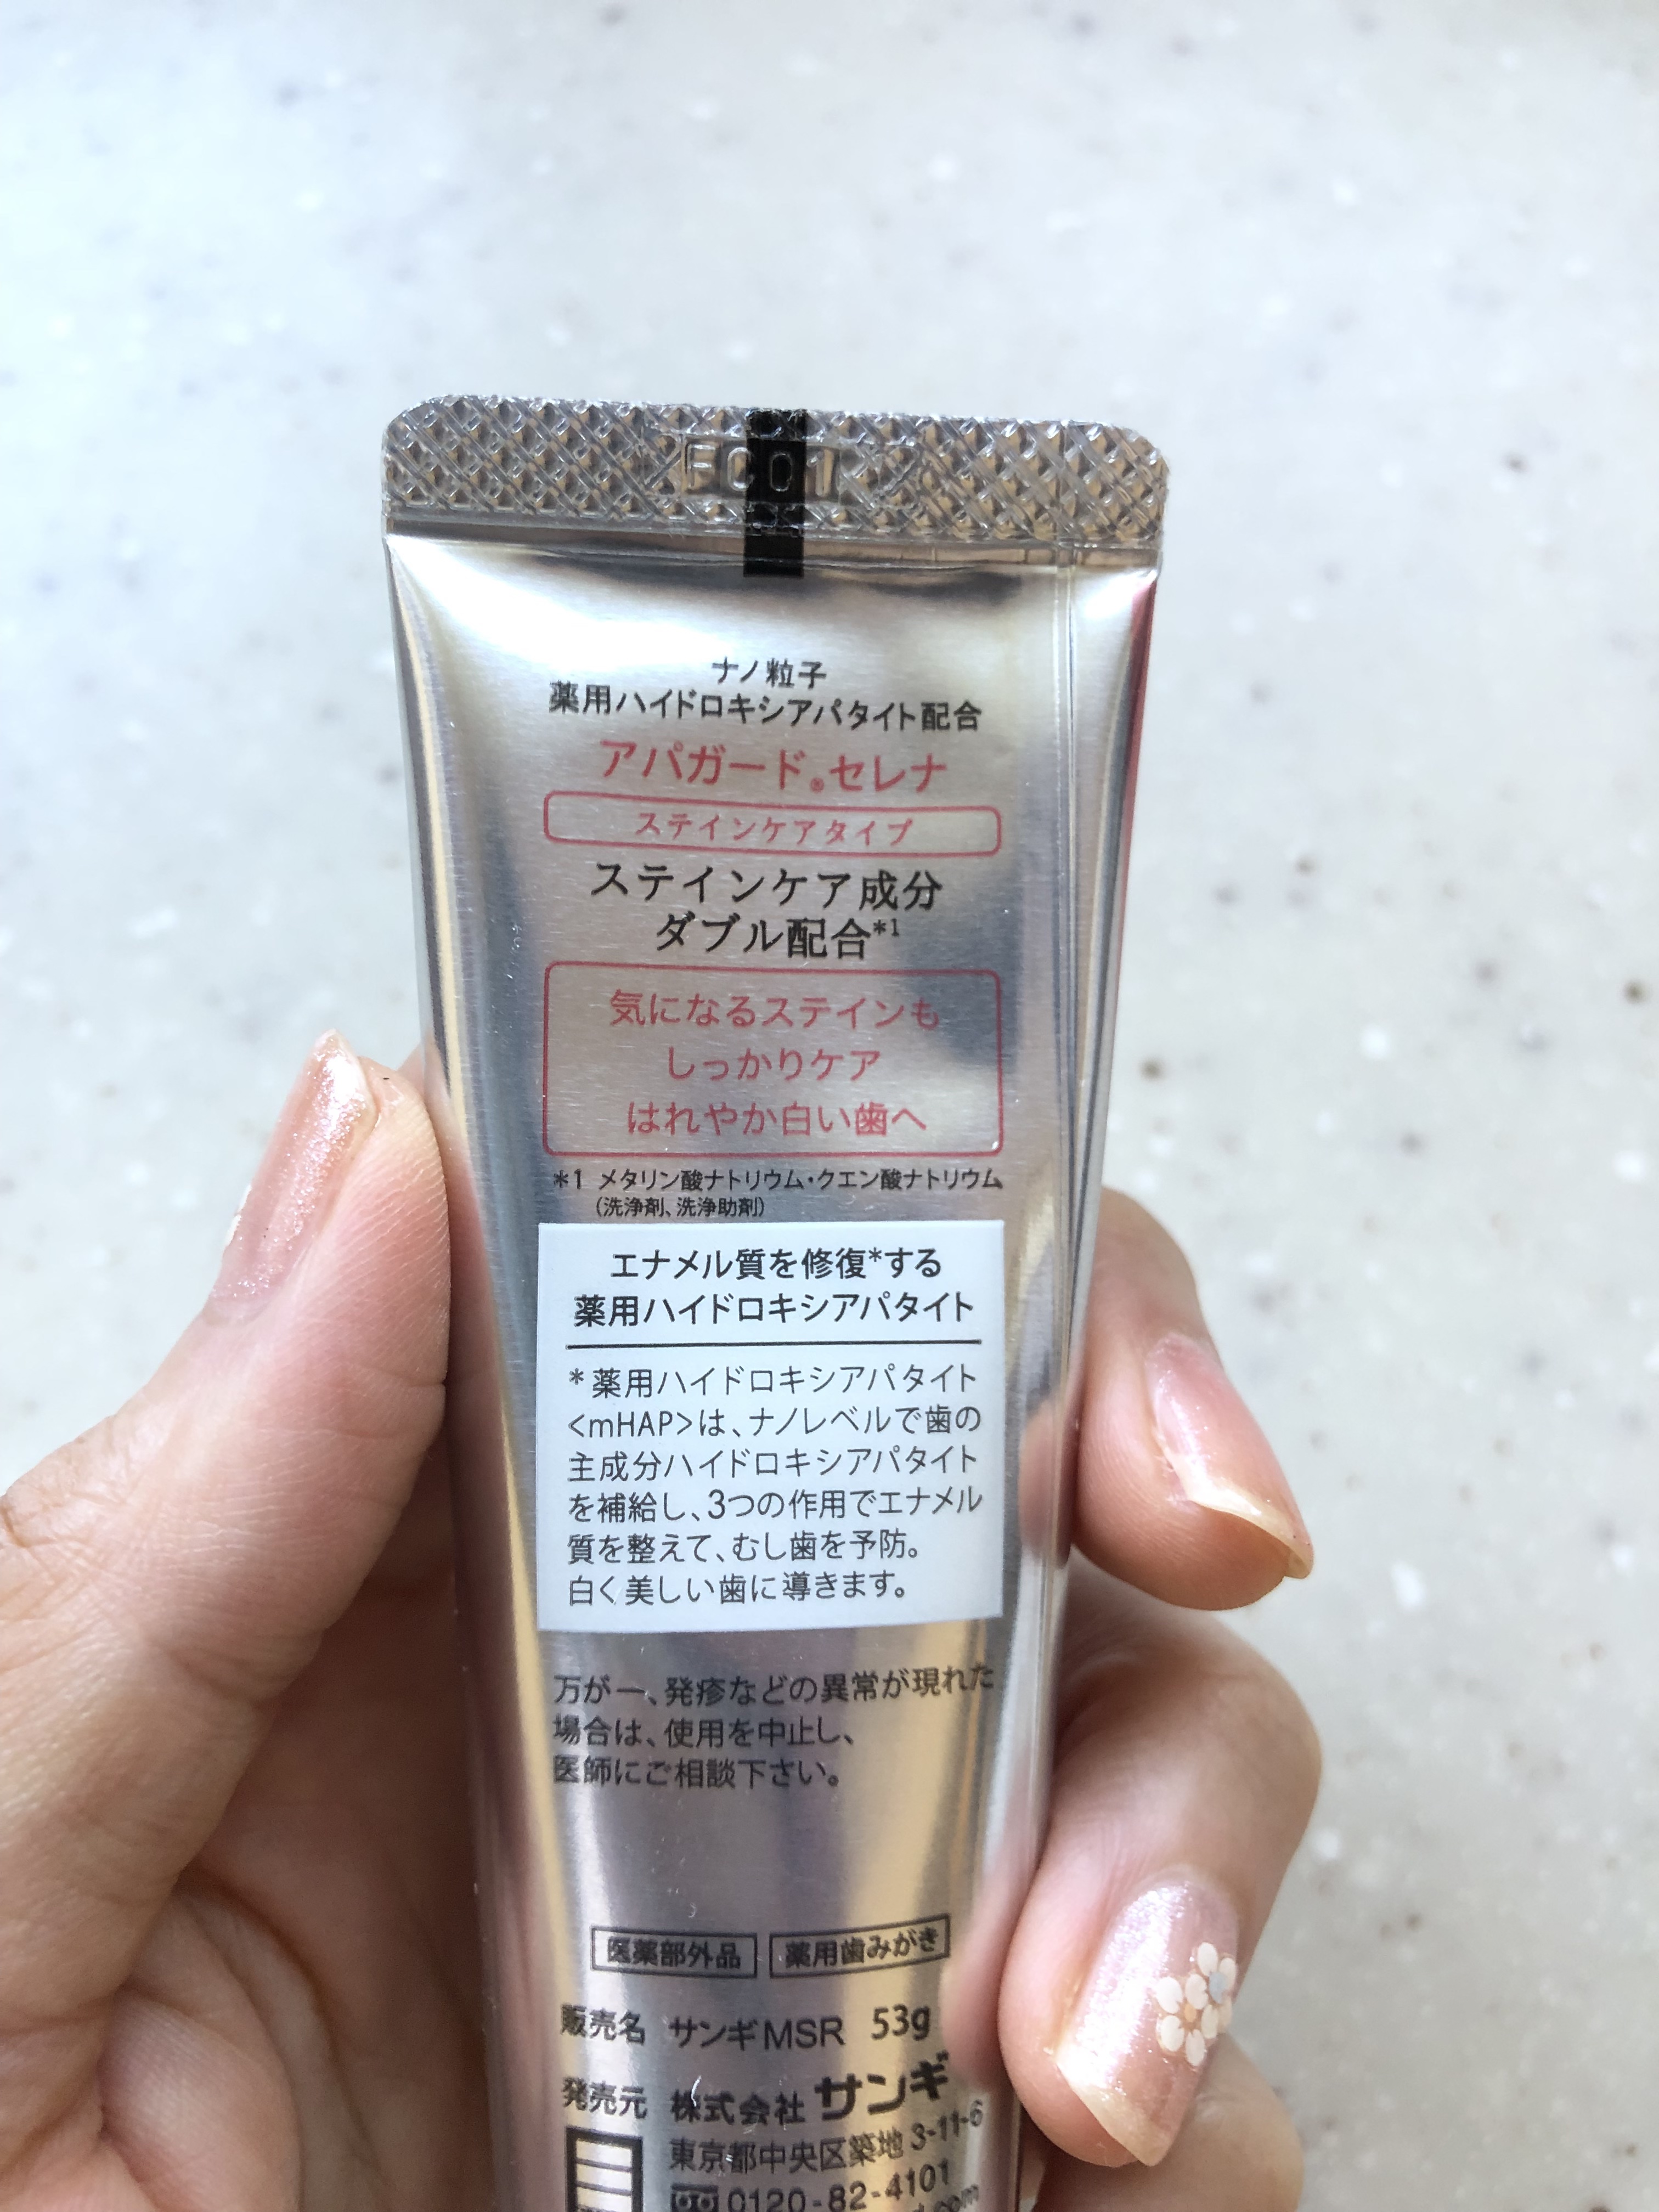 FC01
ナノ粒子
薬用ハイドロキシアパタイト配合
アパガード®セレナ
ステインケアタイプ
ステインケア成分
ダブル配合*1
気になるステインも
しっかりケア
はれやか白い歯へ
*1 メタリン酸ナトリウム・クエン酸ナトリウム
(洗浄剤、洗浄助剤)
エナメル質を修復*する
薬用ハイドロキシアパタイト
*薬用ハイドロキシアパタイト
<mHAP>は、ナノレベルで歯の
主成分ハイドロキシアパタイト
を補給し、3つの作用でエナメル
質を整えて、むし歯を予防。
白く美しい歯に導きます。
万が一、発疹などの異常が現れた
場合は、使用を中止し、
医師にご相談下さい。
医薬部外品 薬用歯みがき
販売名 サンギMSR 53g
発売元 株式会社 サンギ
東京都中央区築地 3-11-6
0120-82-4101